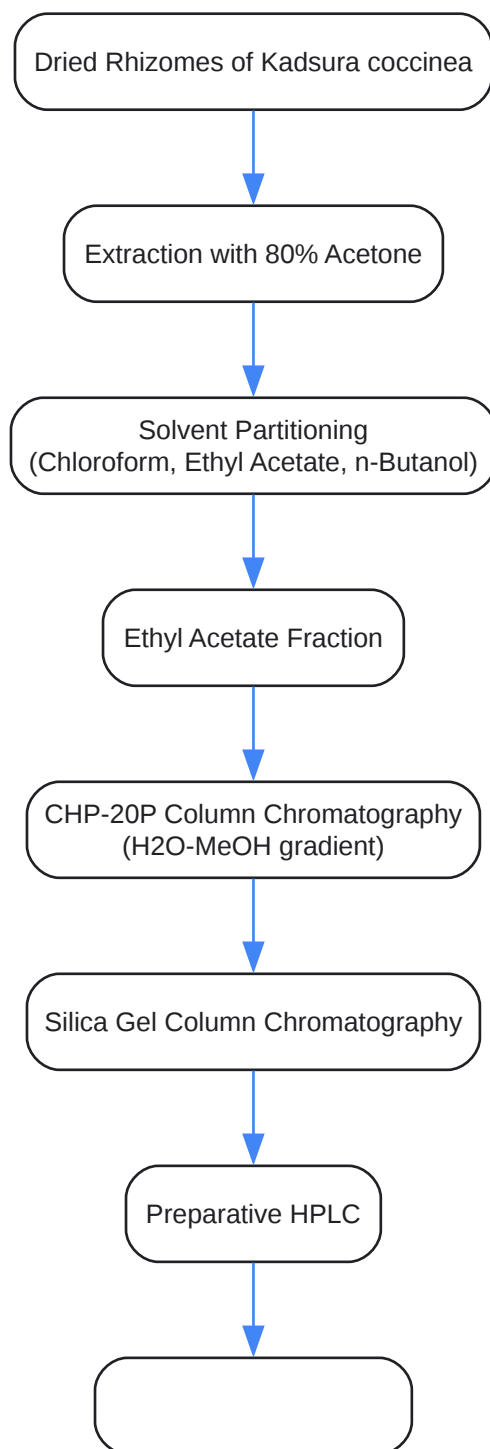 Dried Rhizomes of Kadsura coccinea
Extraction with 80% Acetone
Solvent Partitioning
(Chloroform, Ethyl Acetate, n-Butanol)
Ethyl Acetate Fraction
CHP-20P Column Chromatography
(H2O-MeOH gradient)
Silica Gel Column Chromatography
Preparative HPLC